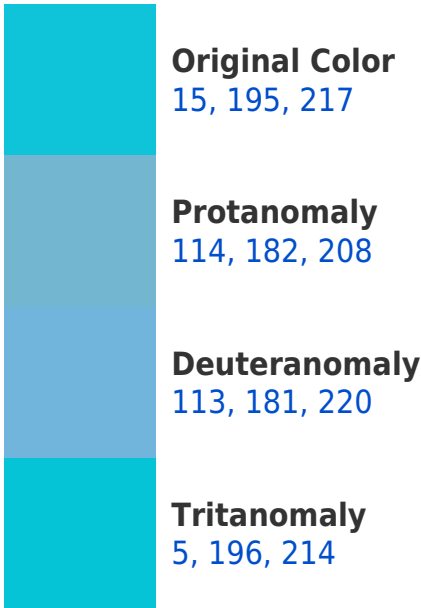 Original Color
15, 195, 217
Protanomaly
114, 182, 208
Deuteranomaly
113, 181, 220
Tritanomaly
5, 196, 214